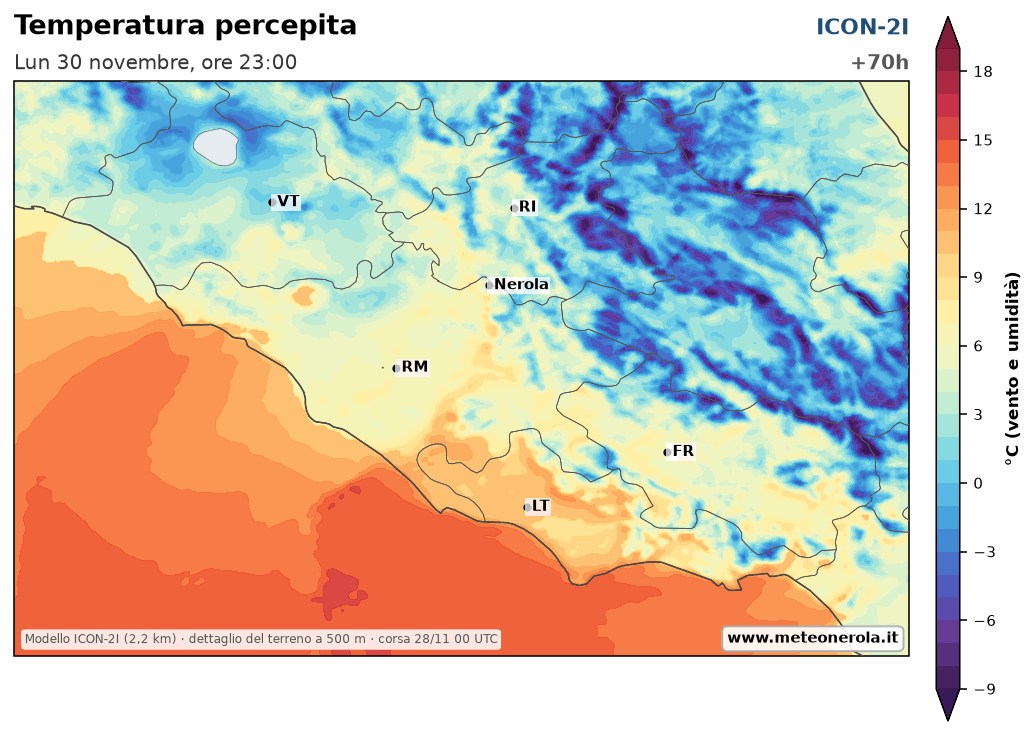 Temperatura percepita
ICON-2I
Lun 30 novembre, ore 23:00
+70h
VT
RI
Nerola
RM
FR
LT
Modello ICON-2I (2,2 km) · dettaglio del terreno a 500 m · corsa 28/11 00 UTC
www.meteonerola.it
18
15
12
9
6
3
0
−3
−6
−9
°C (vento e umidità)